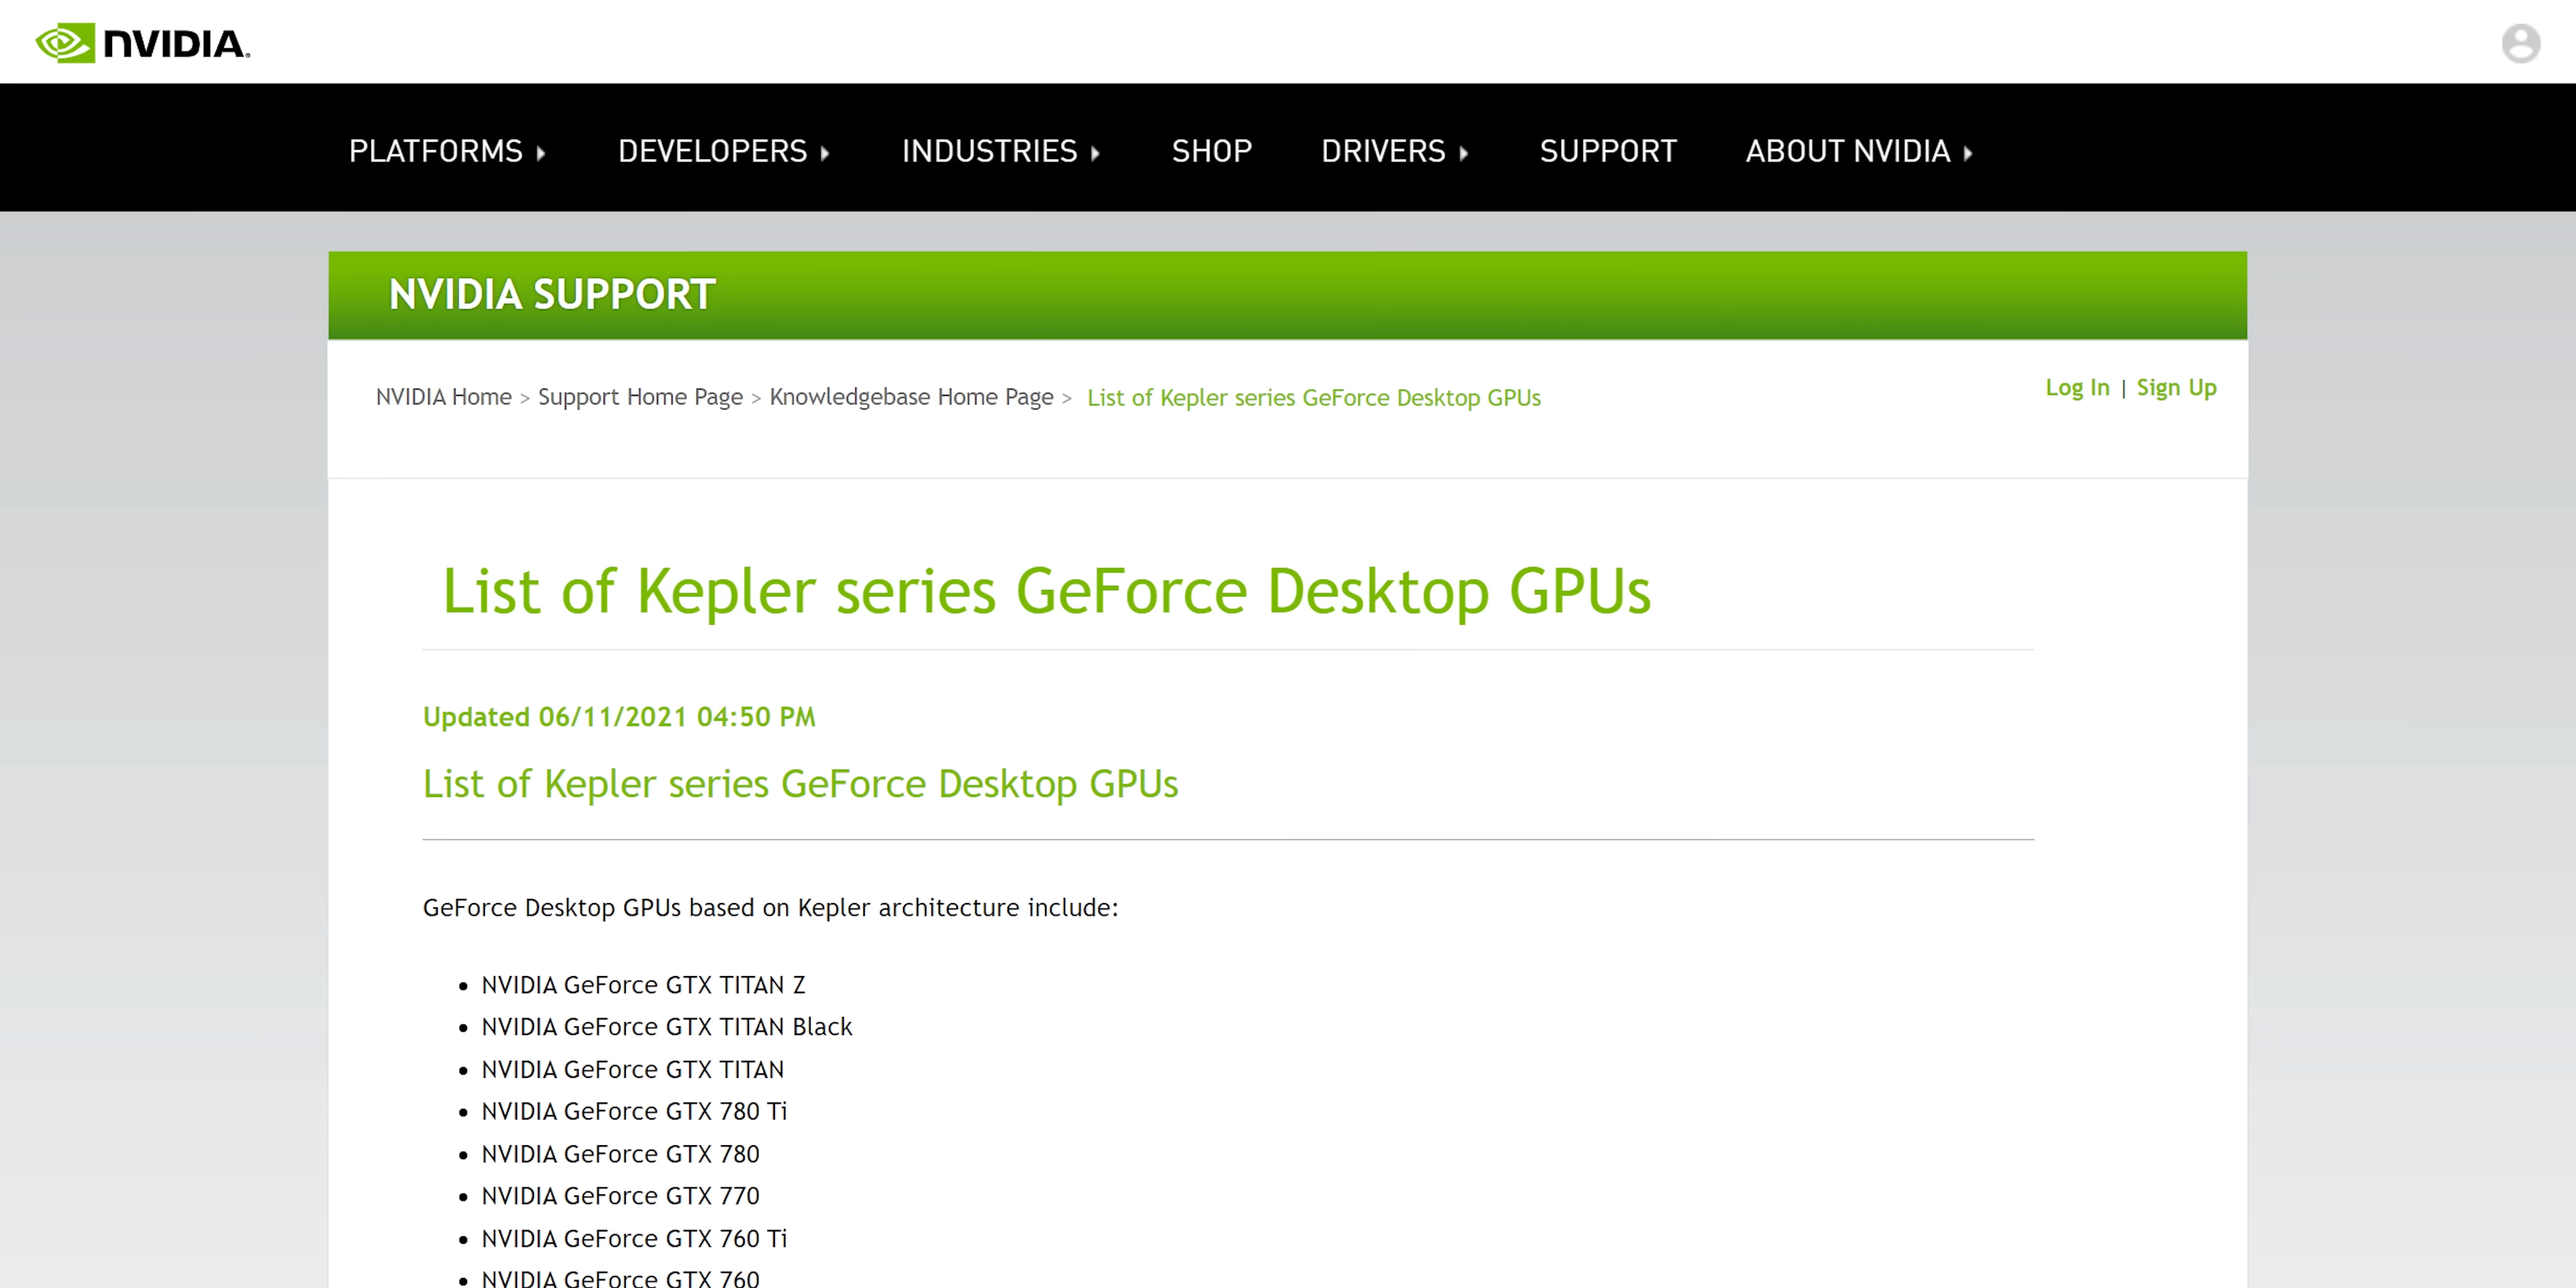 NVIDIA.
PLATFORMS DEVELOPERS INDUSTRIES SHOP DRIVERS SUPPORT ABOUT NVIDIA
NVIDIA SUPPORT
NVIDIA Home > Support Home Page > Knowledgebase Home Page > List of Kepler series GeForce Desktop GPUs
Log In | Sign Up
List of Kepler series GeForce Desktop GPUs
Updated 06/11/2021 04:50 PM
List of Kepler series GeForce Desktop GPUs
GeForce Desktop GPUs based on Kepler architecture include:
• NVIDIA GeForce GTX TITAN Z
• NVIDIA GeForce GTX TITAN Black
• NVIDIA GeForce GTX TITAN
• NVIDIA GeForce GTX 780 Ti
• NVIDIA GeForce GTX 780
• NVIDIA GeForce GTX 770
• NVIDIA GeForce GTX 760 Ti
• NVIDIA GeForce GTX 760